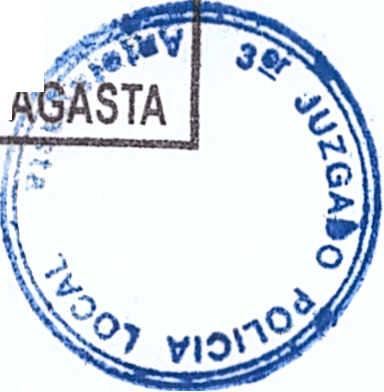 AGASTA
3er JUZGADO POLICIA LOCAL